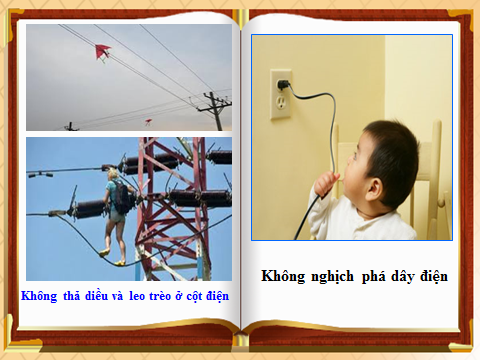 Không thả diều và leo trèo ở cột điện
Không nghịch phá dây điện